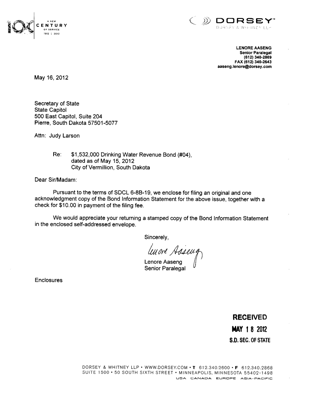 CENTURY
DORSEY
LENORE AASENG
Senior Paralegal
(612) 340-2869
FAX (612) 340-2643
aaseng.lenore@dorsey.com
May 16, 2012
Secretary of State
State Capitol
500 East Capitol, Suite 204
Pierre, South Dakota 57501-5077
Attn: Judy Larson
Re: $1,532,000 Drinking Water Revenue Bond (#04),
dated as of May 15, 2012
City of Vermillion, South Dakota
Dear Sir/Madam:
Pursuant to the terms of SDCL 6-8B-19, we enclose for filing an original and one
acknowledgment copy of the Bond Information Statement for the above issue, together with a
check for $10.00 in payment of the filing fee.
We would appreciate your returning a stamped copy of the Bond Information Statement
in the enclosed self-addressed envelope.
Sincerely,
Lenore Aaseng
Lenore Aaseng
Senior Paralegal
Enclosures
RECEIVED
MAY 18 2012
S.D. SEC. OF STATE
DORSEY & WHITNEY LLP • WWW.DORSEY.COM • T 612.340.2600 • F 612.340.2868
SUITE 1500 • 50 SOUTH SIXTH STREET • MINNEAPOLIS, MINNESOTA 55402-1498
USA CANADA EUROPE ASIA-PACIFIC